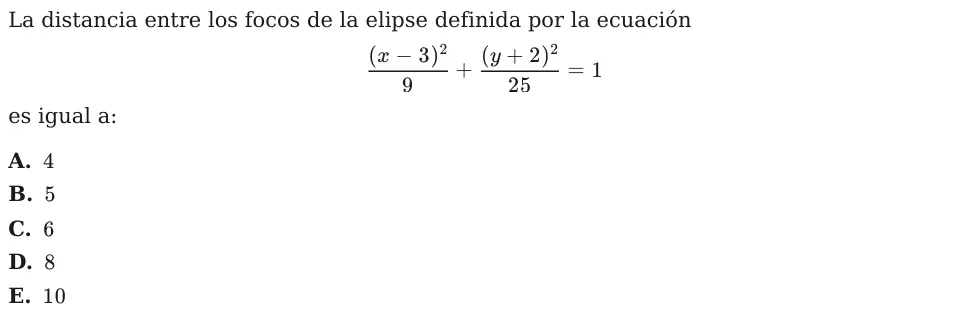 La distancia entre los focos de la elipse definida por la ecuación
(x − 3)²/9 + (y + 2)²/25 = 1
es igual a:
A. 4
B. 5
C. 6
D. 8
E. 10